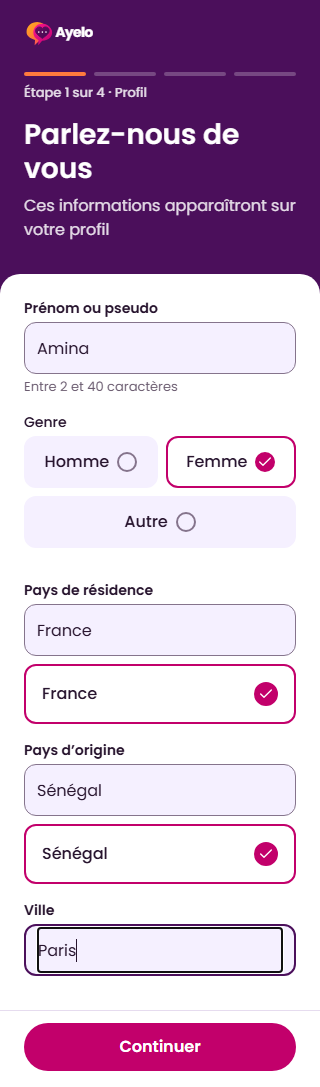 Ayelo
Étape 1 sur 4 · Profil
Parlez-nous de
vous
Ces informations apparaîtront sur
votre profil
Prénom ou pseudo
Amina
Entre 2 et 40 caractères
Genre
Homme
Femme
Autre
Pays de résidence
France
France
Pays d’origine
Sénégal
Sénégal
Ville
Paris
Continuer